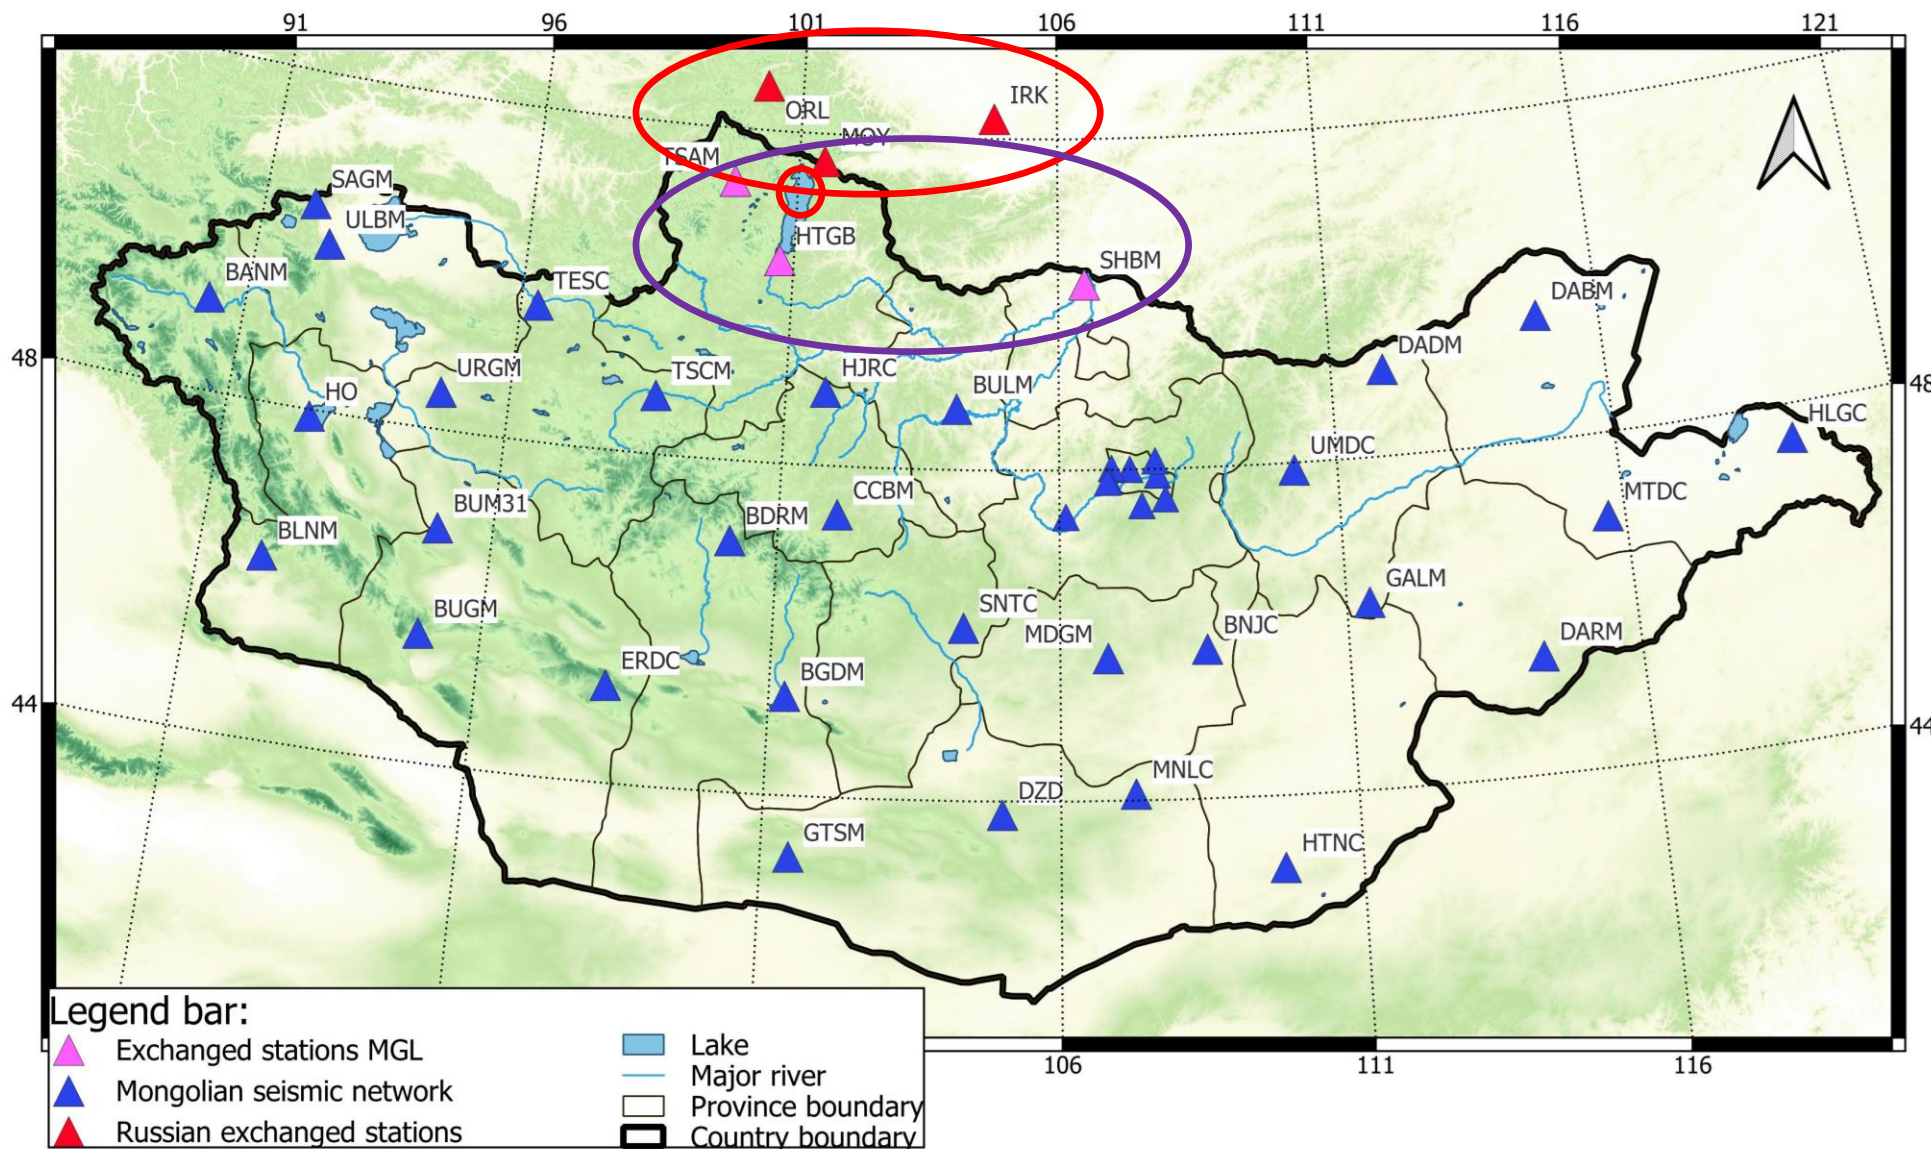 91 96 101 106 111 116 121
ORL
IRK
MOY
TSAM
SAGM
ULBM
HTGB
SHBM
BANM
TESC
DABM
48
DADM
48
URGM
TSCM
HJRC
BULM
HO
HLGC
UMDC
CCBM
MTDC
BUM31
BDRM
BLNM
GALM
BUGM
SNTC
MDGM
BNJC
DARM
ERDC
BGDM
44
44
MNLC
DZD
GTSM
HTNC
Legend bar:
Exchanged stations MGL
Mongolian seismic network
Russian exchanged stations
Lake
Major river
Province boundary
Country boundary
106 111 116